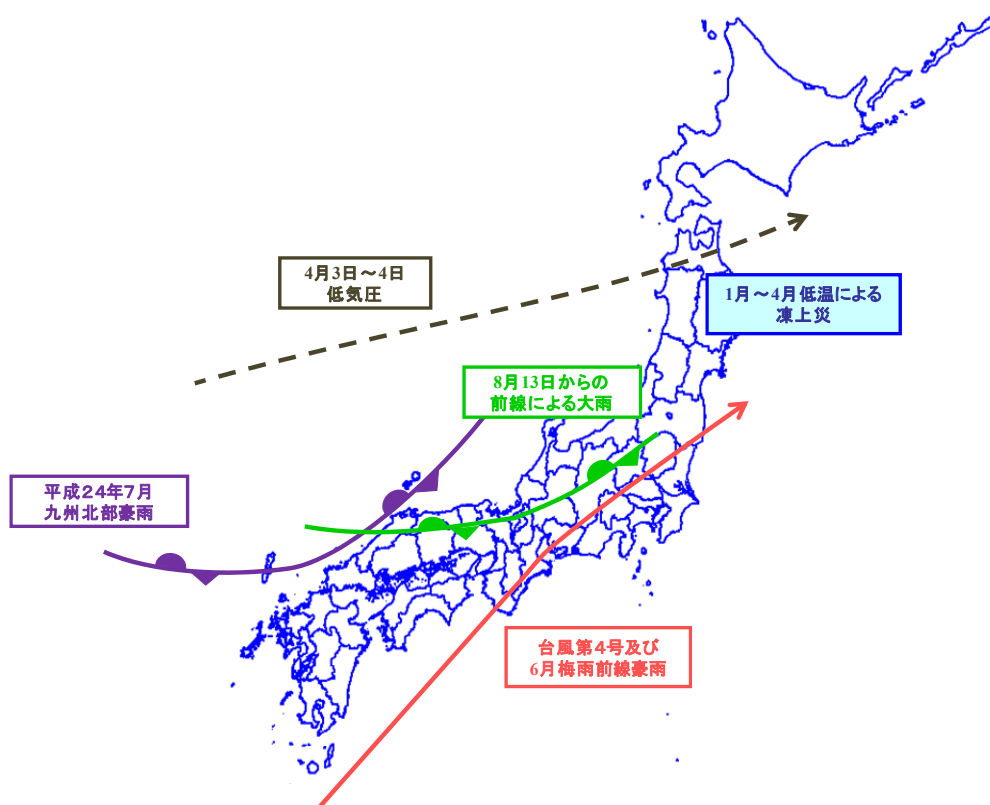 4月3日～4日
低気圧
1月～4月低温による
凍上災
8月13日からの
前線による大雨
平成24年7月
九州北部豪雨
台風第4号及び
6月梅雨前線豪雨